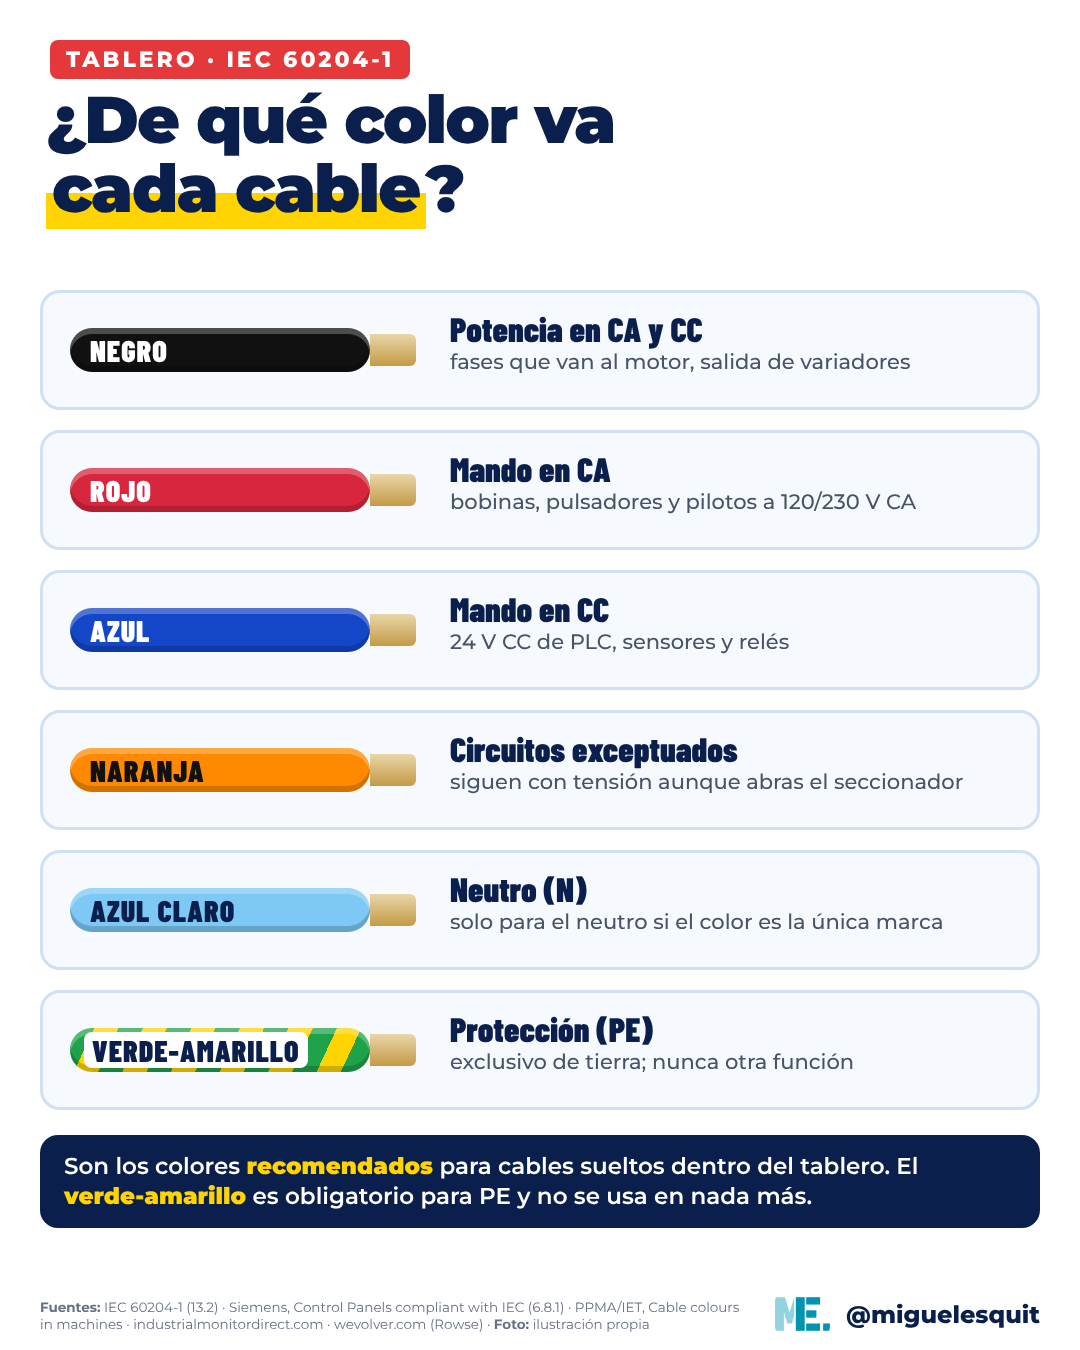 TABLERO · IEC 60204-1
¿De qué color va
cada cable?
NEGRO
Potencia en CA y CC
fases que van al motor, salida de variadores
ROJO
Mando en CA
bobinas, pulsadores y pilotos a 120/230 V CA
AZUL
Mando en CC
24 V CC de PLC, sensores y relés
NARANJA
Circuitos exceptuados
siguen con tensión aunque abras el seccionador
AZUL CLARO
Neutro (N)
solo para el neutro si el color es la única marca
VERDE-AMARILLO
Protección (PE)
exclusivo de tierra; nunca otra función
Son los colores recomendados para cables sueltos dentro del tablero. El
verde-amarillo es obligatorio para PE y no se usa en nada más.
Fuentes: IEC 60204-1 (13.2) · Siemens, Control Panels compliant with IEC (6.8.1) · PPMA/IET, Cable colours
in machines · industrialmonitordirect.com · wevolver.com (Rowse) · Foto: ilustración propia
ME.
@miguelesquit